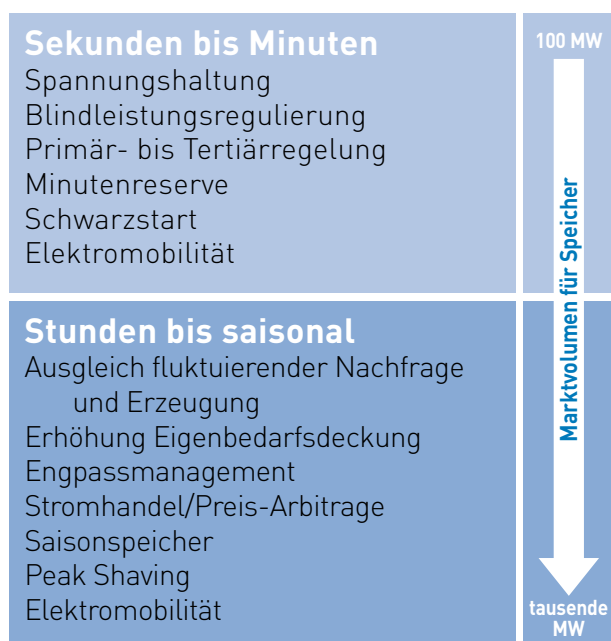 Sekunden bis Minuten
Spannungshaltung
Blindleistungsregulierung
Primär- bis Tertiärregelung
Minutenreserve
Schwarzstart
Elektromobilität
Stunden bis saisonal
Ausgleich fluktuierender Nachfrage
und Erzeugung
Erhöhung Eigenbedarfsdeckung
Engpassmanagement
Stromhandel/Preis-Arbitrage
Saisonspeicher
Peak Shaving
Elektromobilität
100 MW
Marktvolumen für Speicher
tausende
MW